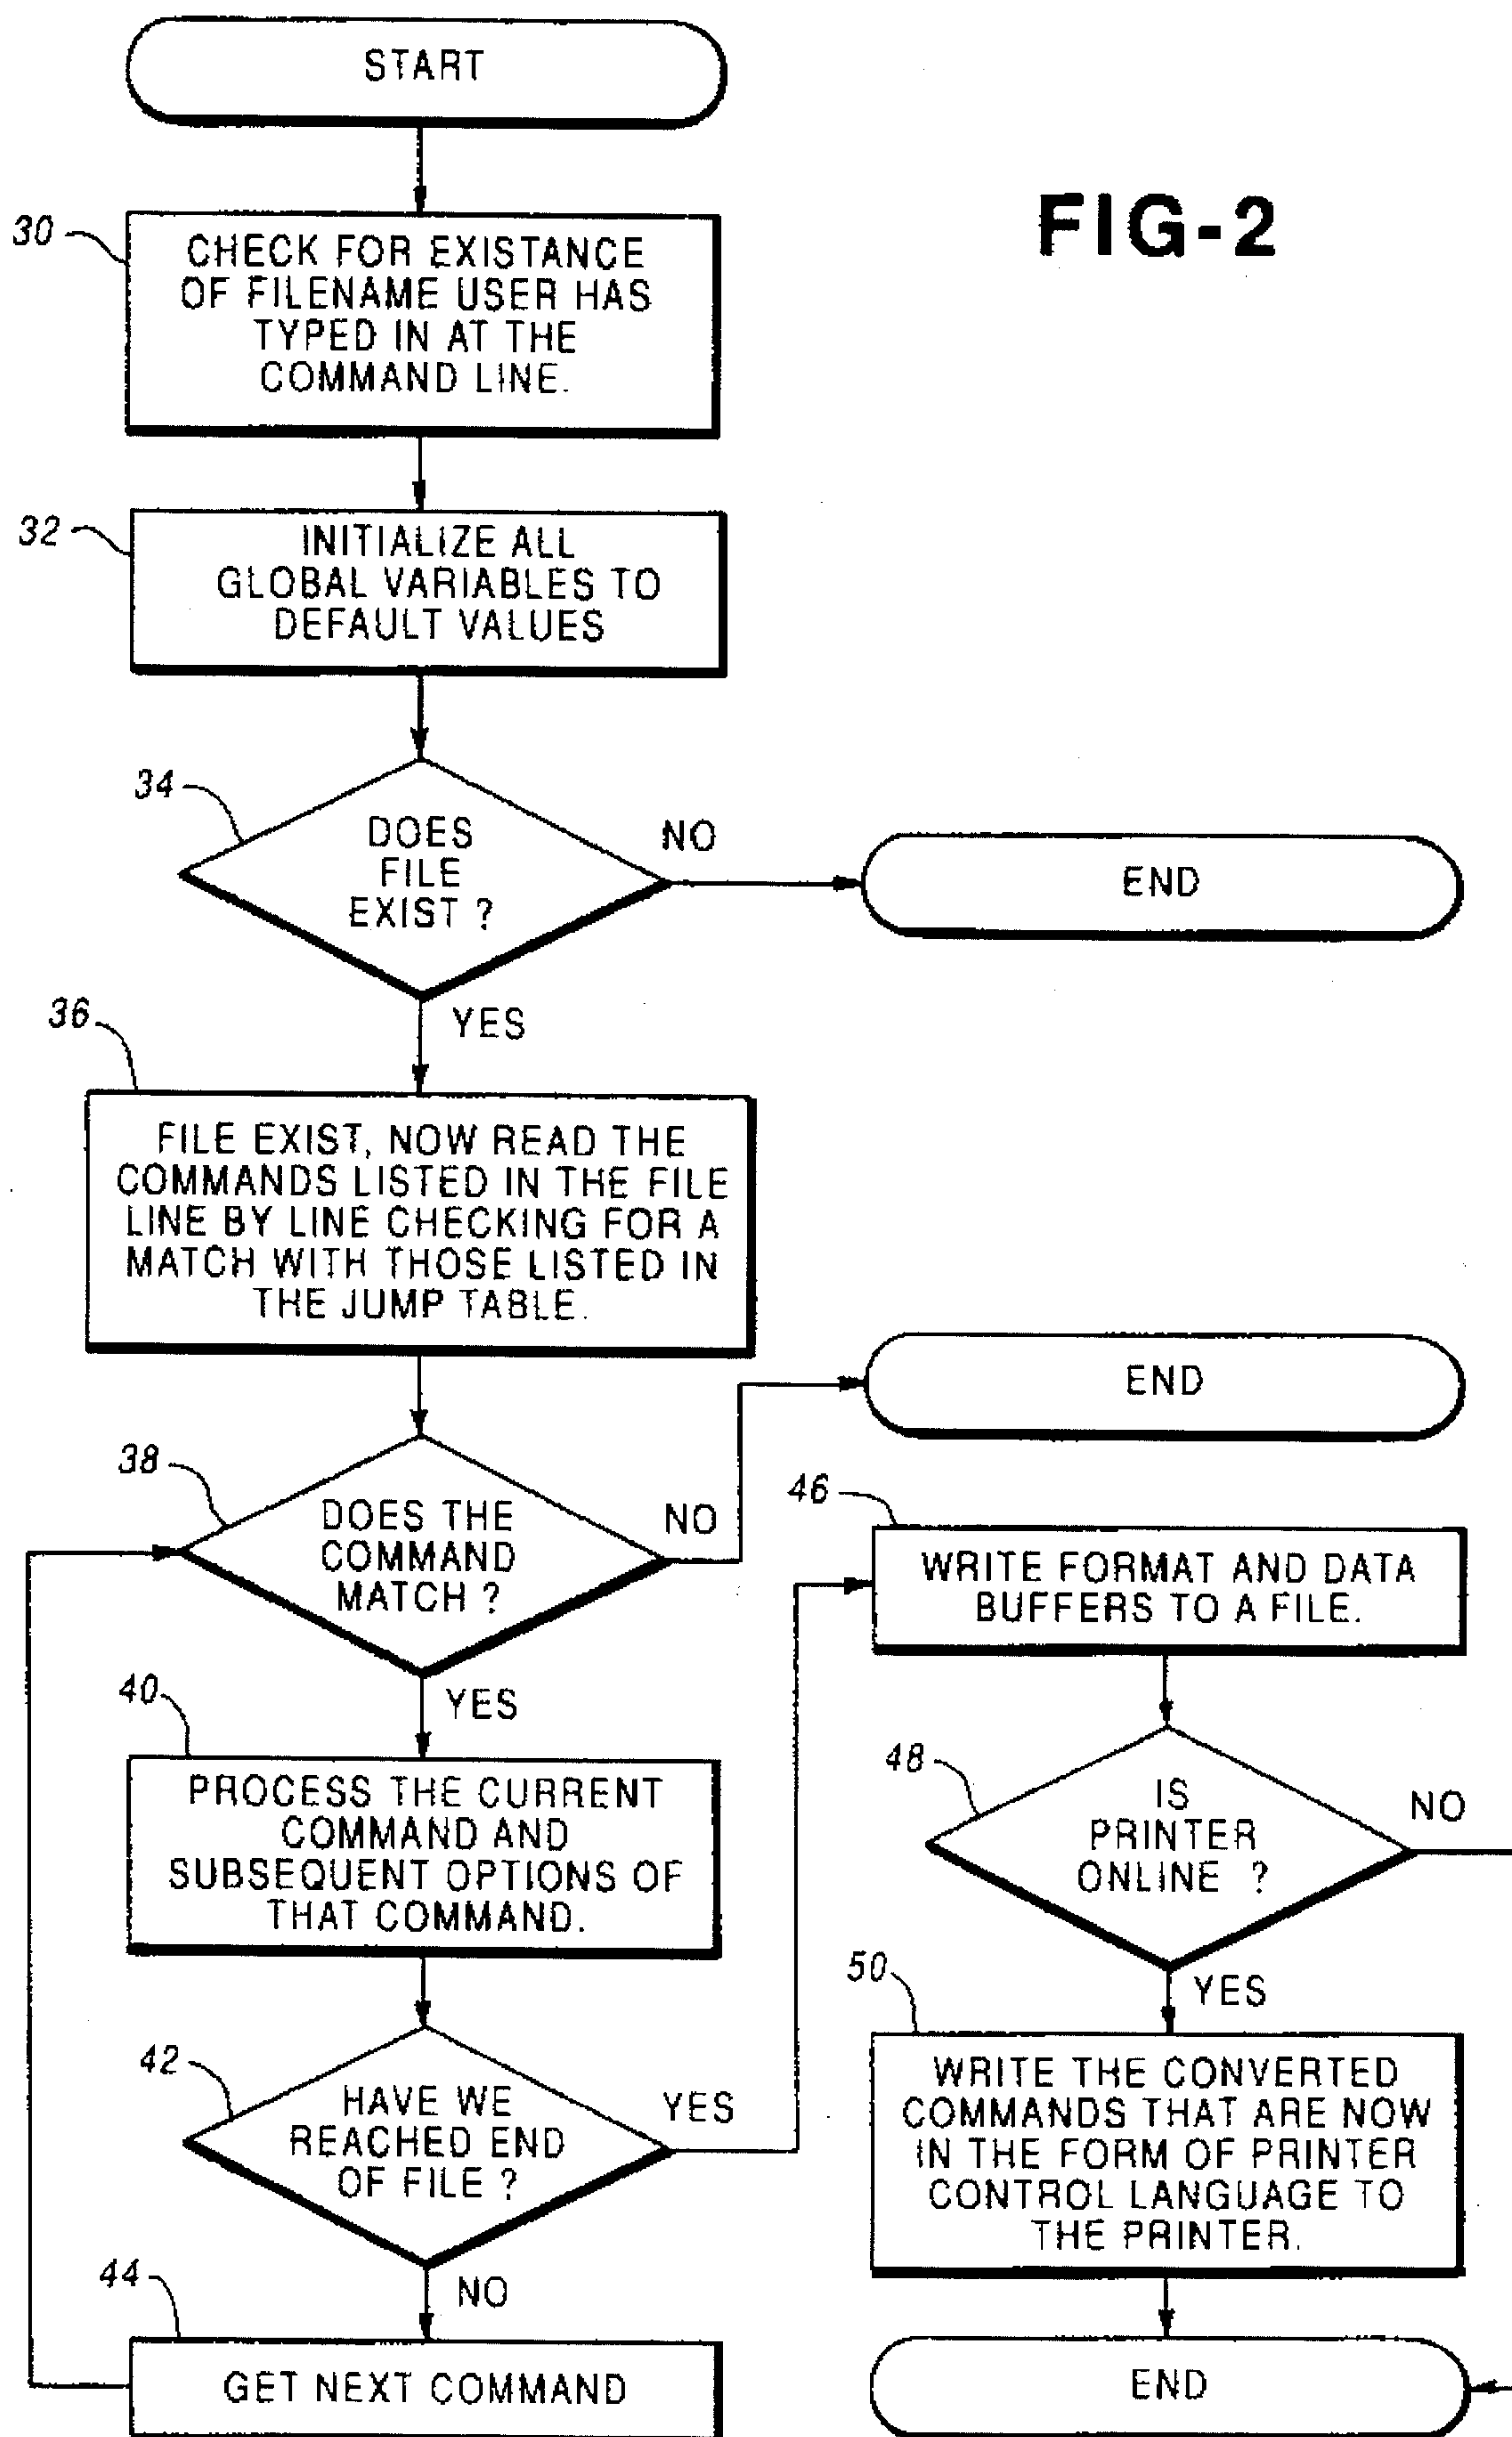 START
FIG-2
30
CHECK FOR EXISTANCE
OF FILENAME USER HAS
TYPED IN AT THE
COMMAND LINE.
32
INITIALIZE ALL
GLOBAL VARIABLES TO
DEFAULT VALUES
34
DOES
FILE
EXIST ?
NO
END
YES
36
FILE EXIST, NOW READ THE
COMMANDS LISTED IN THE FILE
LINE BY LINE CHECKING FOR A
MATCH WITH THOSE LISTED IN
THE JUMP TABLE.
38
DOES THE
COMMAND
MATCH ?
NO
END
YES
40
PROCESS THE CURRENT
COMMAND AND
SUBSEQUENT OPTIONS OF
THAT COMMAND.
42
HAVE WE
REACHED END
OF FILE ?
YES
NO
44
GET NEXT COMMAND
46
WRITE FORMAT AND DATA
BUFFERS TO A FILE.
48
IS
PRINTER
ONLINE ?
NO
YES
50
WRITE THE CONVERTED
COMMANDS THAT ARE NOW
IN THE FORM OF PRINTER
CONTROL LANGUAGE TO
THE PRINTER.
END